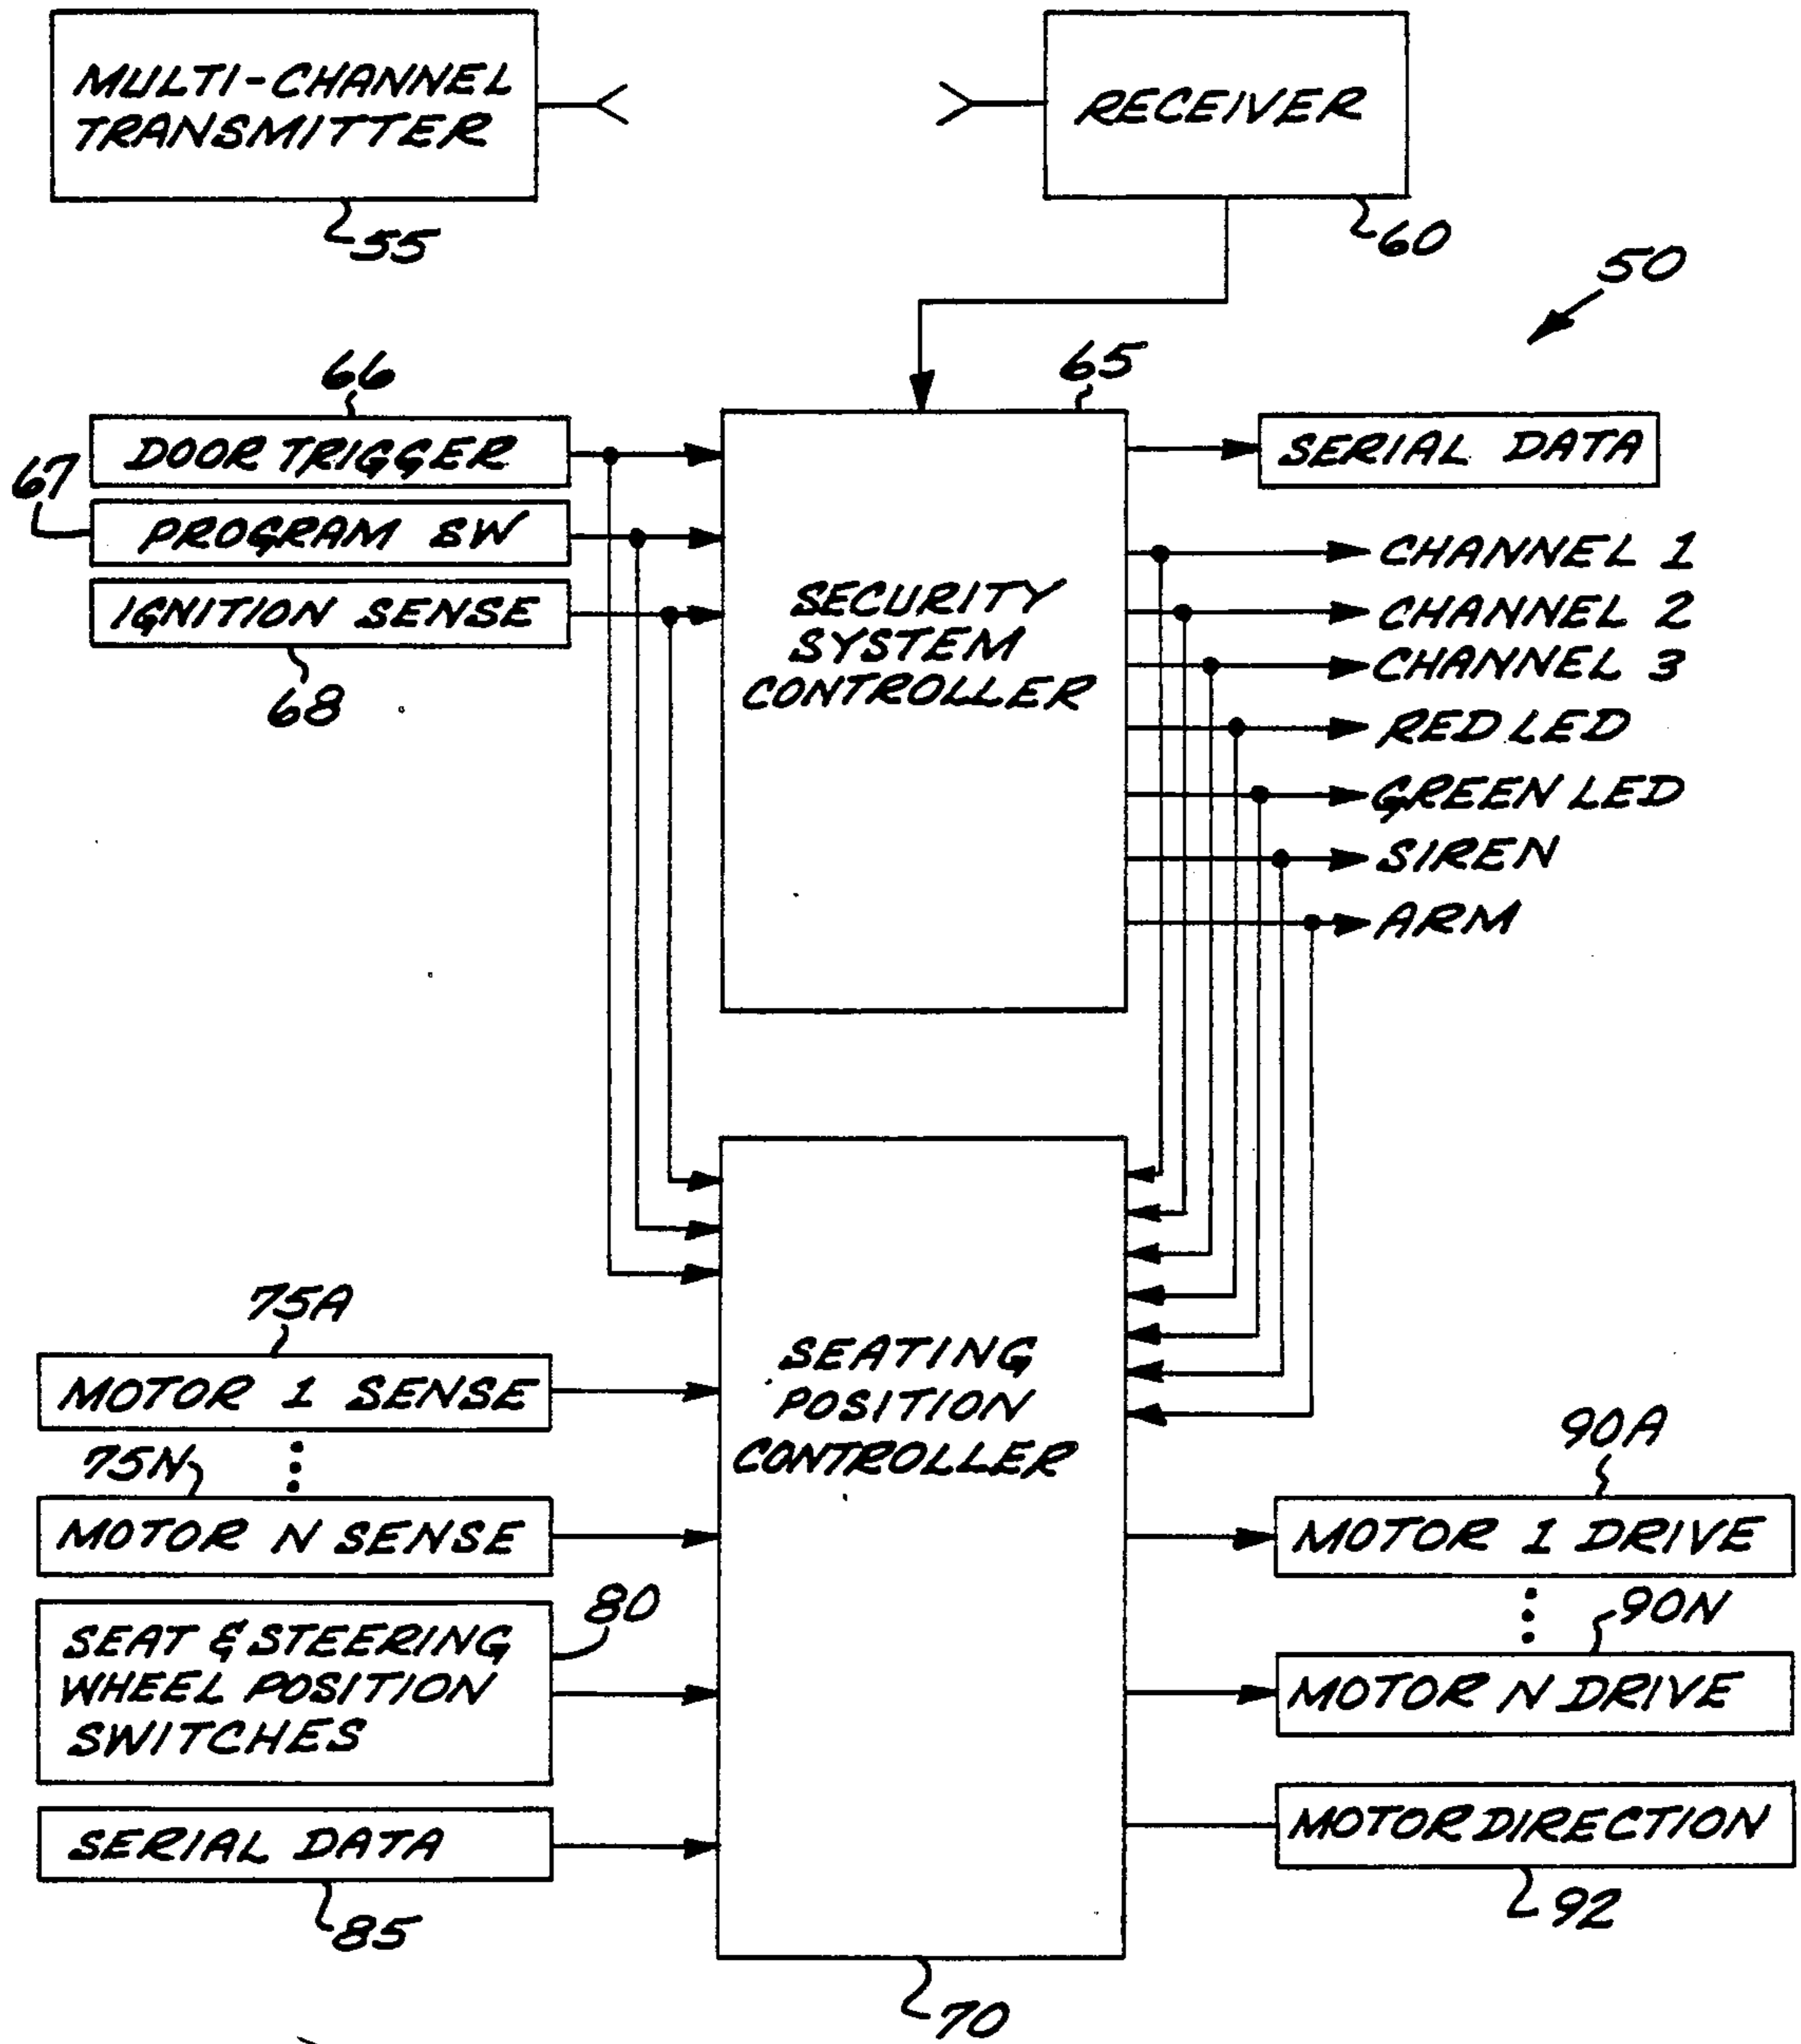 MULTI-CHANNEL
TRANSMITTER
55
RECEIVER
60
50
66
DOOR TRIGGER
67
PROGRAM SW
IGNITION SENSE
68
65
SECURITY
SYSTEM
CONTROLLER
SERIAL DATA
CHANNEL 1
CHANNEL 2
CHANNEL 3
RED LED
GREEN LED
SIREN
ARM
75A
MOTOR 1 SENSE
75N
MOTOR N SENSE
80
SEAT & STEERING
WHEEL POSITION
SWITCHES
SERIAL DATA
85
SEATING
POSITION
CONTROLLER
70
90A
MOTOR 1 DRIVE
90N
MOTOR N DRIVE
MOTOR DIRECTION
92